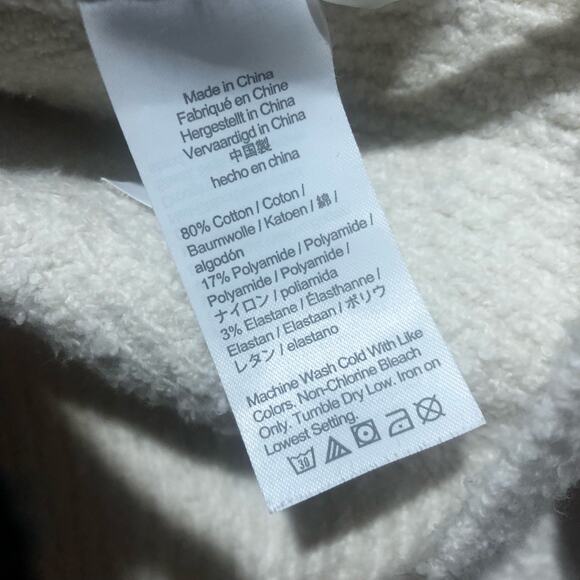 Made in China
Fabriqué en Chine
Hergestellt in China
Vervaardigd in China
中国製
hecho en china
80% Cotton / Coton /
Baumwolle / Katoen / 綿 /
algodón
17% Polyamide / Polyamide /
Polyamide / Polyamide /
ナイロン / poliamida
3% Elastane / Élasthanne /
Elastan / Elastaan / ポリウ
レタン / elastano
Machine Wash Cold With Like
Colors. Non-Chlorine Bleach
Only. Tumble Dry Low. Iron on
Lowest Setting.
30